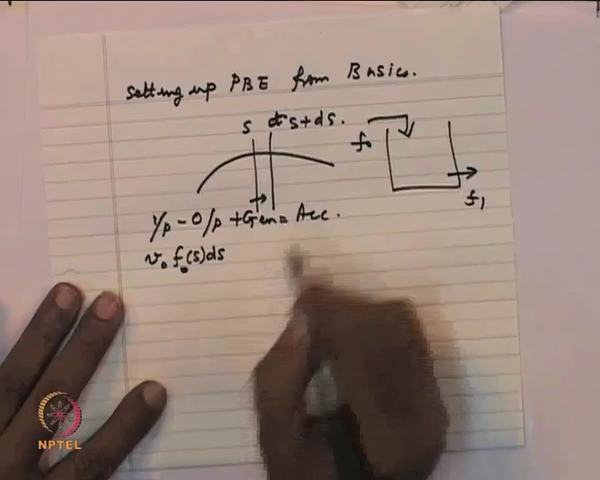 Setting up PBE from Basics.
s s+ds.
f₀
f₁
I/p - O/p + Gen = Acc.
v₀ f₀(s)ds
NPTEL